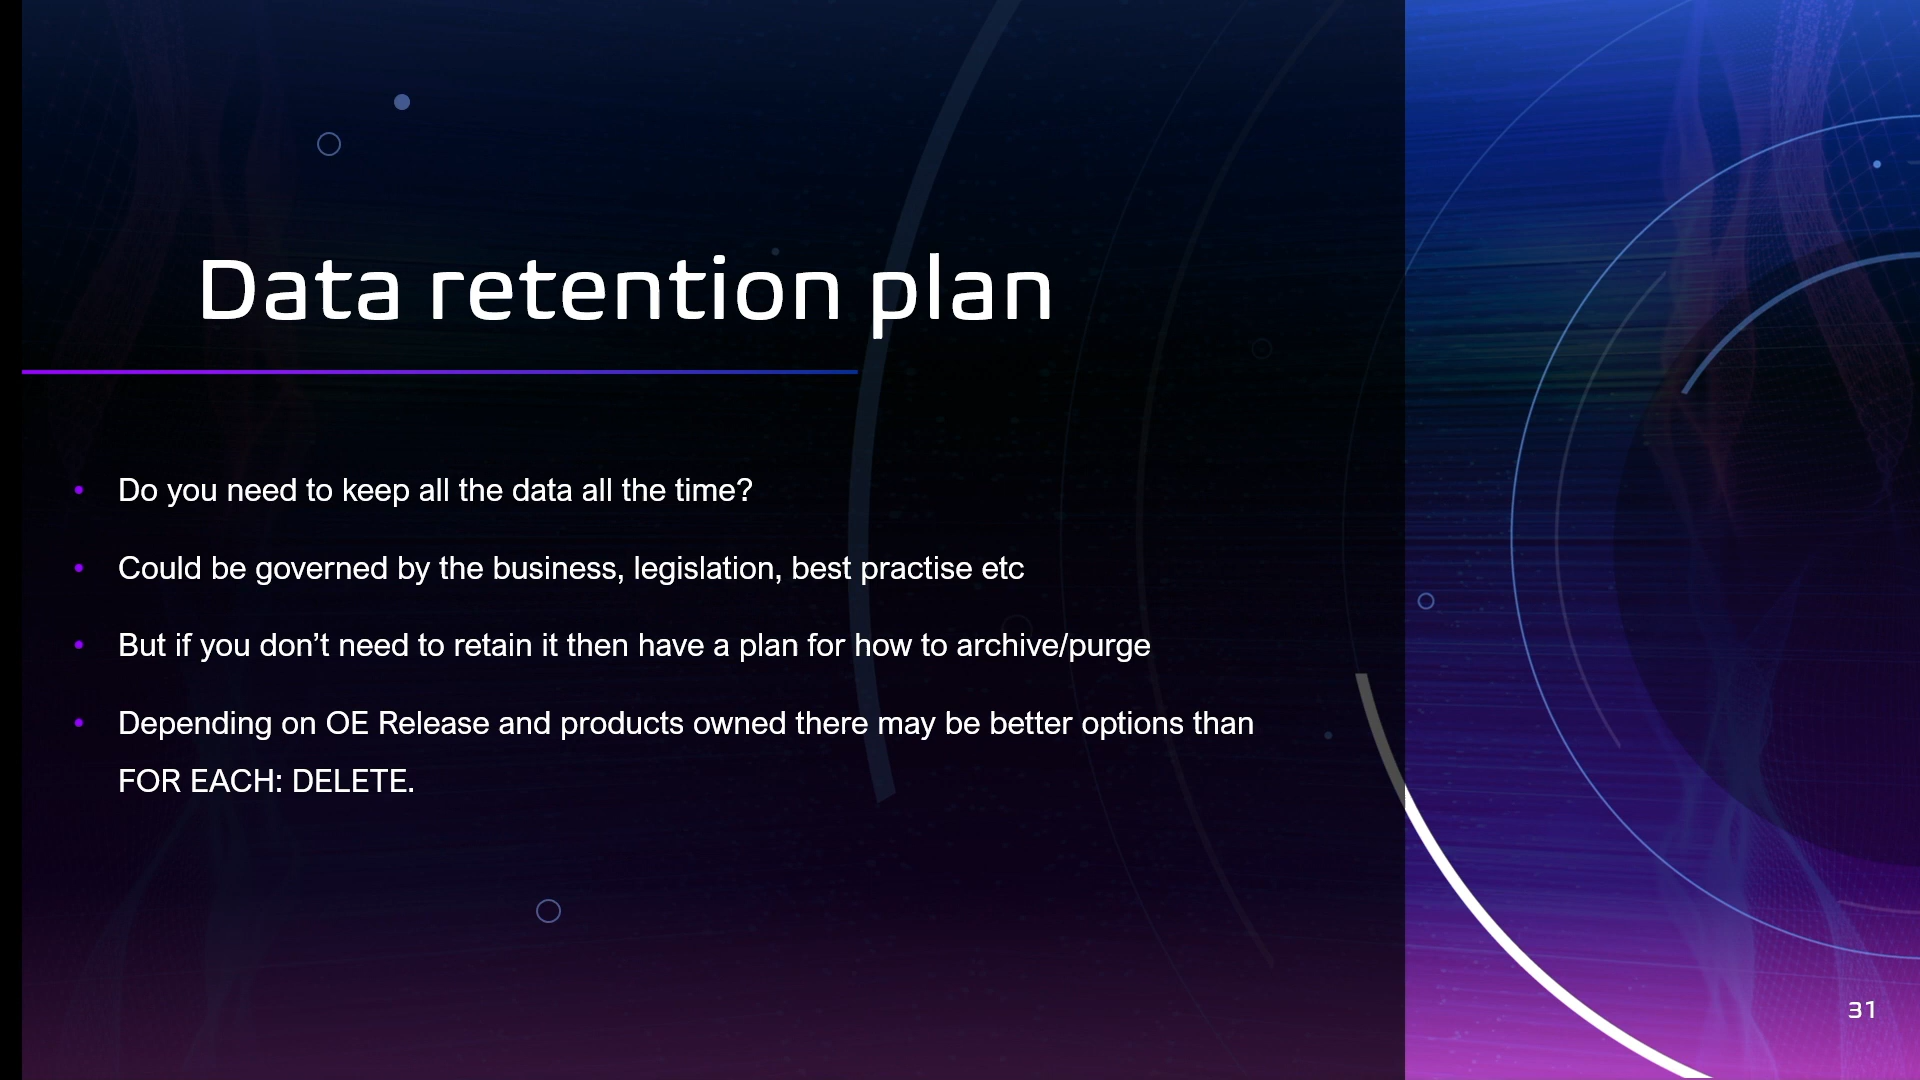 Data retention plan
• Do you need to keep all the data all the time?
• Could be governed by the business, legislation, best practise etc
• But if you don’t need to retain it then have a plan for how to archive/purge
• Depending on OE Release and products owned there may be better options than
FOR EACH: DELETE.
31